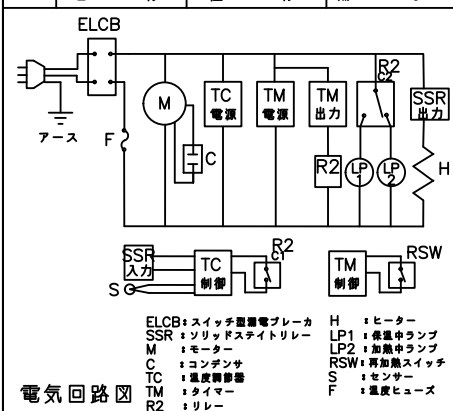 ELCB
R2
C2
M
TC
電源
TM
電源
TM
出力
SSR
出力
アース
F
C
R2
LP
1
LP
2
H
SSR
入力
S
TC
制御
R2
C1
TM
制御
RSW
ELCB：スイッチ型漏電ブレーカ
SSR：ソリッドステイトリレー
M：モーター
C：コンデンサ
TC：温度調節器
TM：タイマー
R2：リレー
H：ヒーター
LP1：保温中ランプ
LP2：加熱中ランプ
RSW：再加熱スイッチ
S：センサー
F：温度ヒューズ
電気回路図